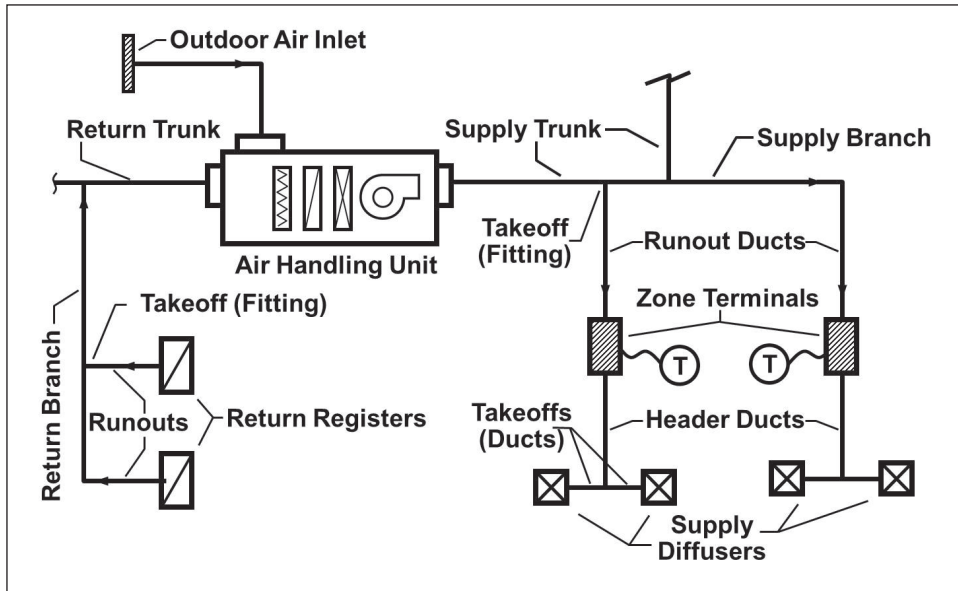 Outdoor Air Inlet
Return Trunk
Supply Trunk
Supply Branch
Takeoff
(Fitting)
Runout Ducts
Air Handling Unit
Zone Terminals
Takeoff (Fitting)
T
T
Return Branch
Runouts
Return Registers
Takeoffs
(Ducts)
Header Ducts
Supply
Diffusers